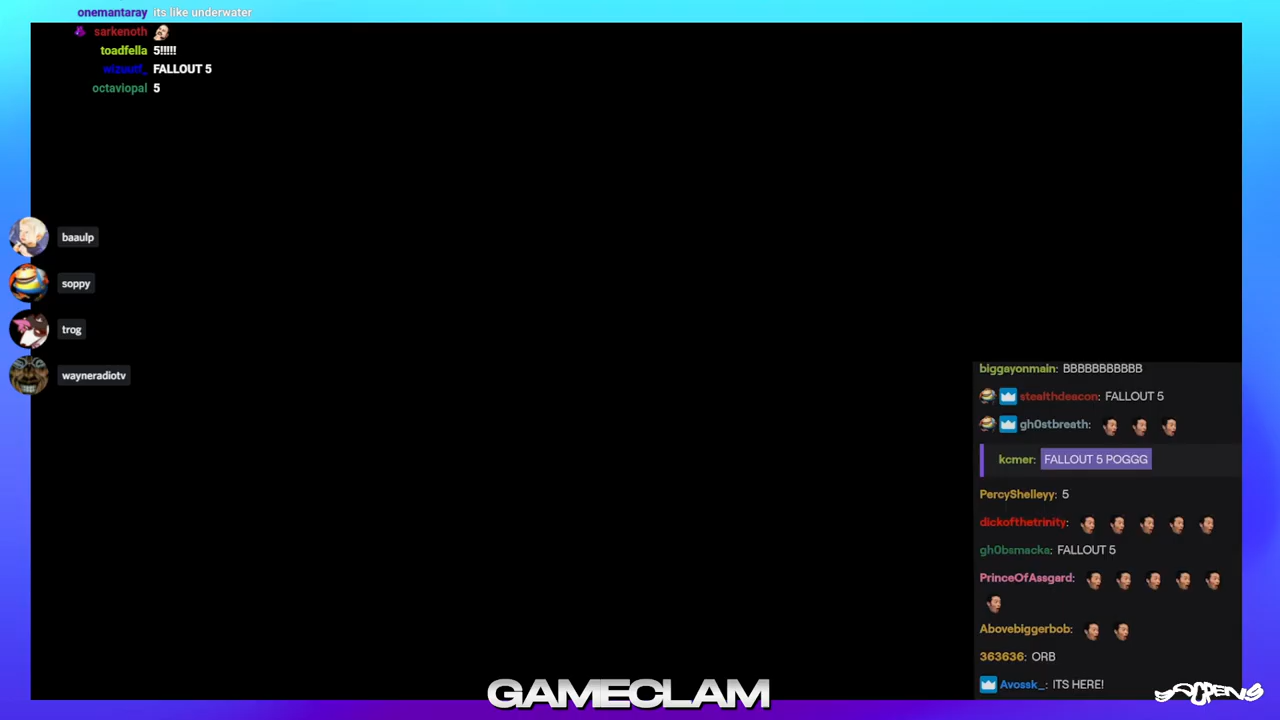 onemantaray its like underwater
sarkenoth
toadfella 5!!!!!
wizuurf_ FALLOUT 5
octaviopal 5
baaulp
soppy
trog
wayneradiotv
biggayonmain: BBBBBBBBBBB
stealthdeacon: FALLOUT 5
gh0stbreath:
kcmer: FALLOUT 5 POGGG
PercyShelleyy: 5
dickofthetrinity:
gh0bsmacka: FALLOUT 5
PrinceOfAssgard:
Abovebiggerbob:
363636: ORB
Avossk_: ITS HERE!
GAMECLAM